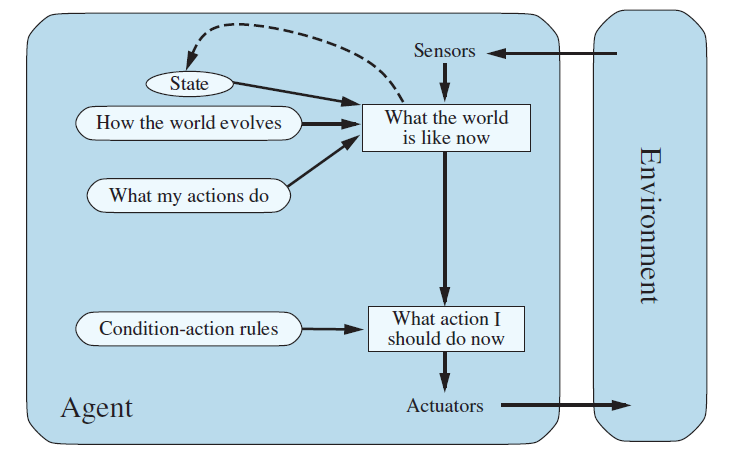 Sensors
State
How the world evolves
What the world
is like now
What my actions do
Environment
Condition-action rules
What action I
should do now
Agent
Actuators